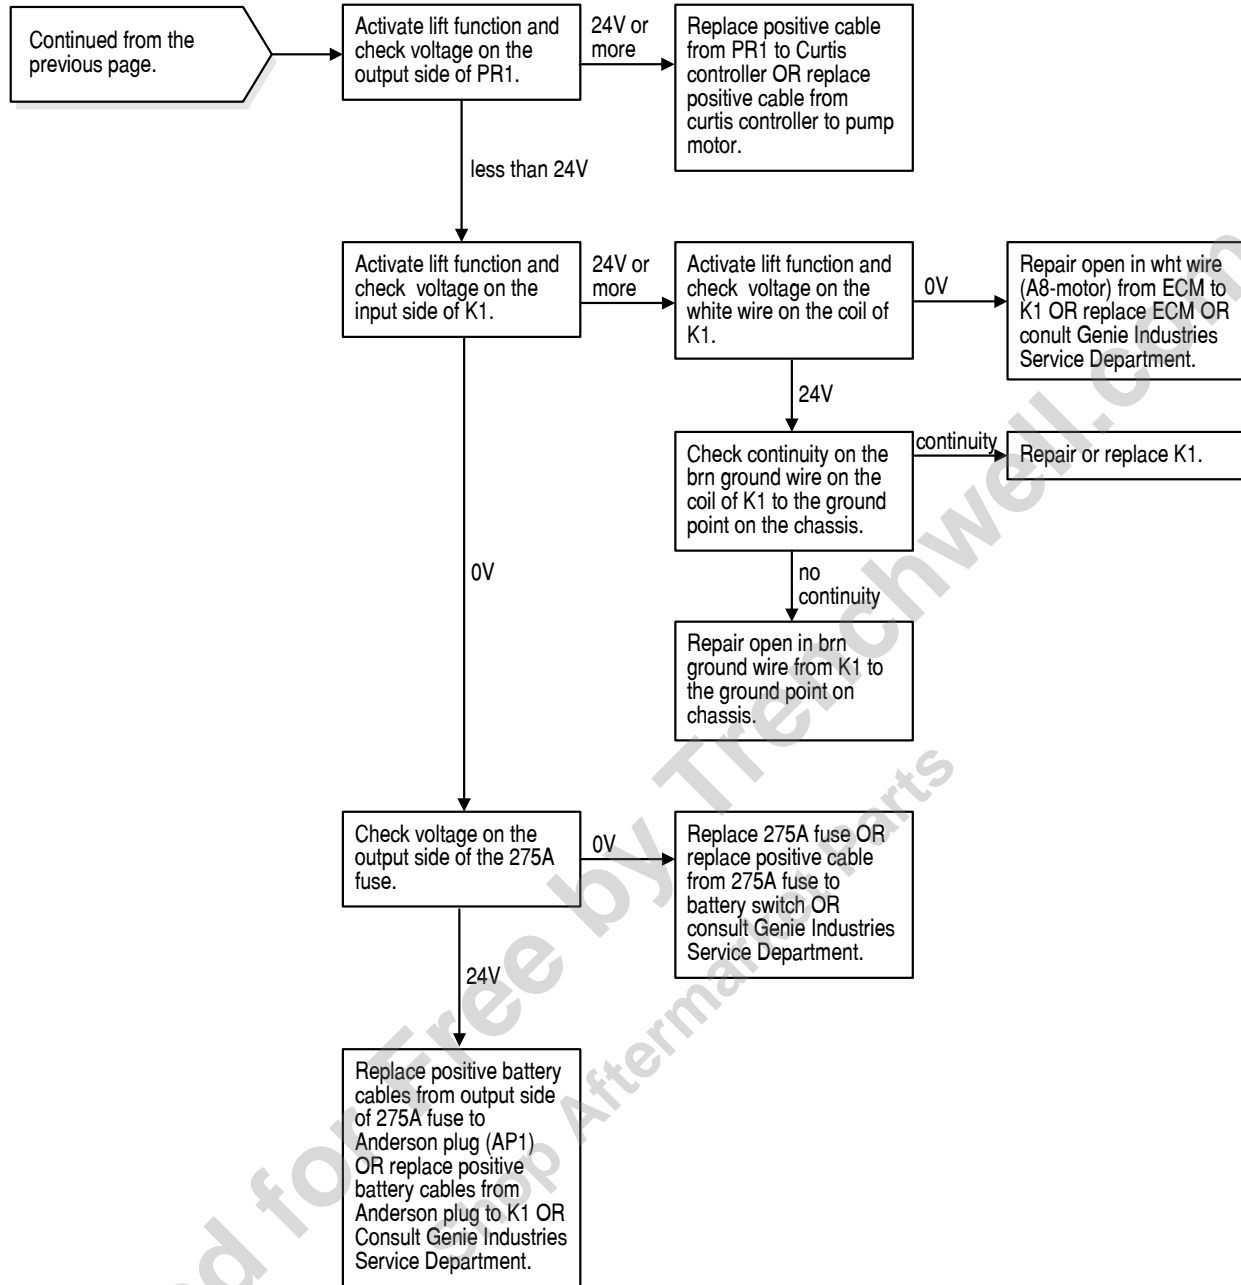 Continued from the
previous page.
Activate lift function and
check voltage on the
output side of PR1.
24V or
more
Replace positive cable
from PR1 to Curtis
controller OR replace
positive cable from
curtis controller to pump
motor.
less than 24V
Activate lift function and
check voltage on the
input side of K1.
24V or
more
Activate lift function and
check voltage on the
white wire on the coil of
K1.
0V
Repair open in wht wire
(A8-motor) from ECM to
K1 OR replace ECM OR
conult Genie Industries
Service Department.
24V
Check continuity on the
brn ground wire on the
coil of K1 to the ground
point on the chassis.
continuity
Repair or replace K1.
no
continuity
Repair open in brn
ground wire from K1 to
the ground point on
chassis.
0V
Check voltage on the
output side of the 275A
fuse.
0V
Replace 275A fuse OR
replace positive cable
from 275A fuse to
battery switch OR
consult Genie Industries
Service Department.
24V
Replace positive battery
cables from output side
of 275A fuse to
Anderson plug (AP1)
OR replace positive
battery cables from
Anderson plug to K1 OR
Consult Genie Industries
Service Department.
for Free by Trenchwell.com
Shop Aftermarket Parts